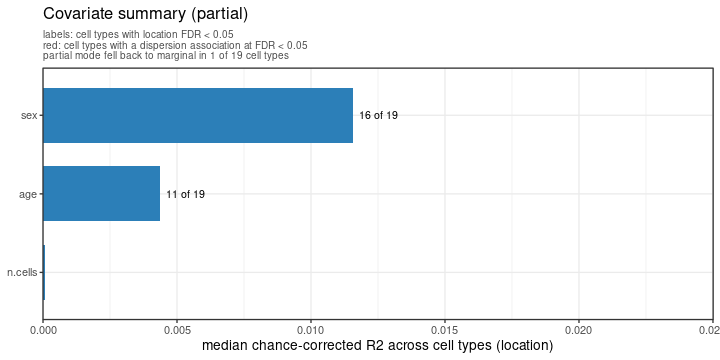 Covariate summary (partial)
labels: cell types with location FDR < 0.05
red: cell types with a dispersion association at FDR < 0.05
partial mode fell back to marginal in 1 of 19 cell types
sex
16 of 19
age
11 of 19
n.cells
0.000 0.005 0.010 0.015 0.020 0.02
median chance-corrected R2 across cell types (location)